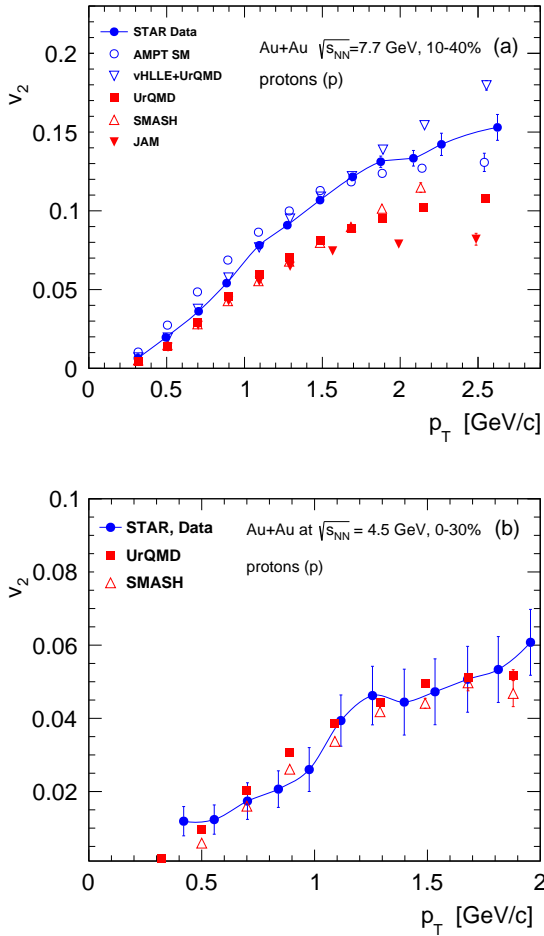 STAR Data
AMPT SM
vHLLE+UrQMD
UrQMD
SMASH
JAM
Au+Au √sNN=7.7 GeV, 10-40% (a)
protons (p)
v2
0.2
0.15
0.1
0.05
0
0 0.5 1 1.5 2 2.5
pT [GeV/c]
STAR, Data
UrQMD
SMASH
Au+Au at √sNN = 4.5 GeV, 0-30% (b)
protons (p)
v2
0.1
0.08
0.06
0.04
0.02
0 0.5 1 1.5 2
pT [GeV/c]